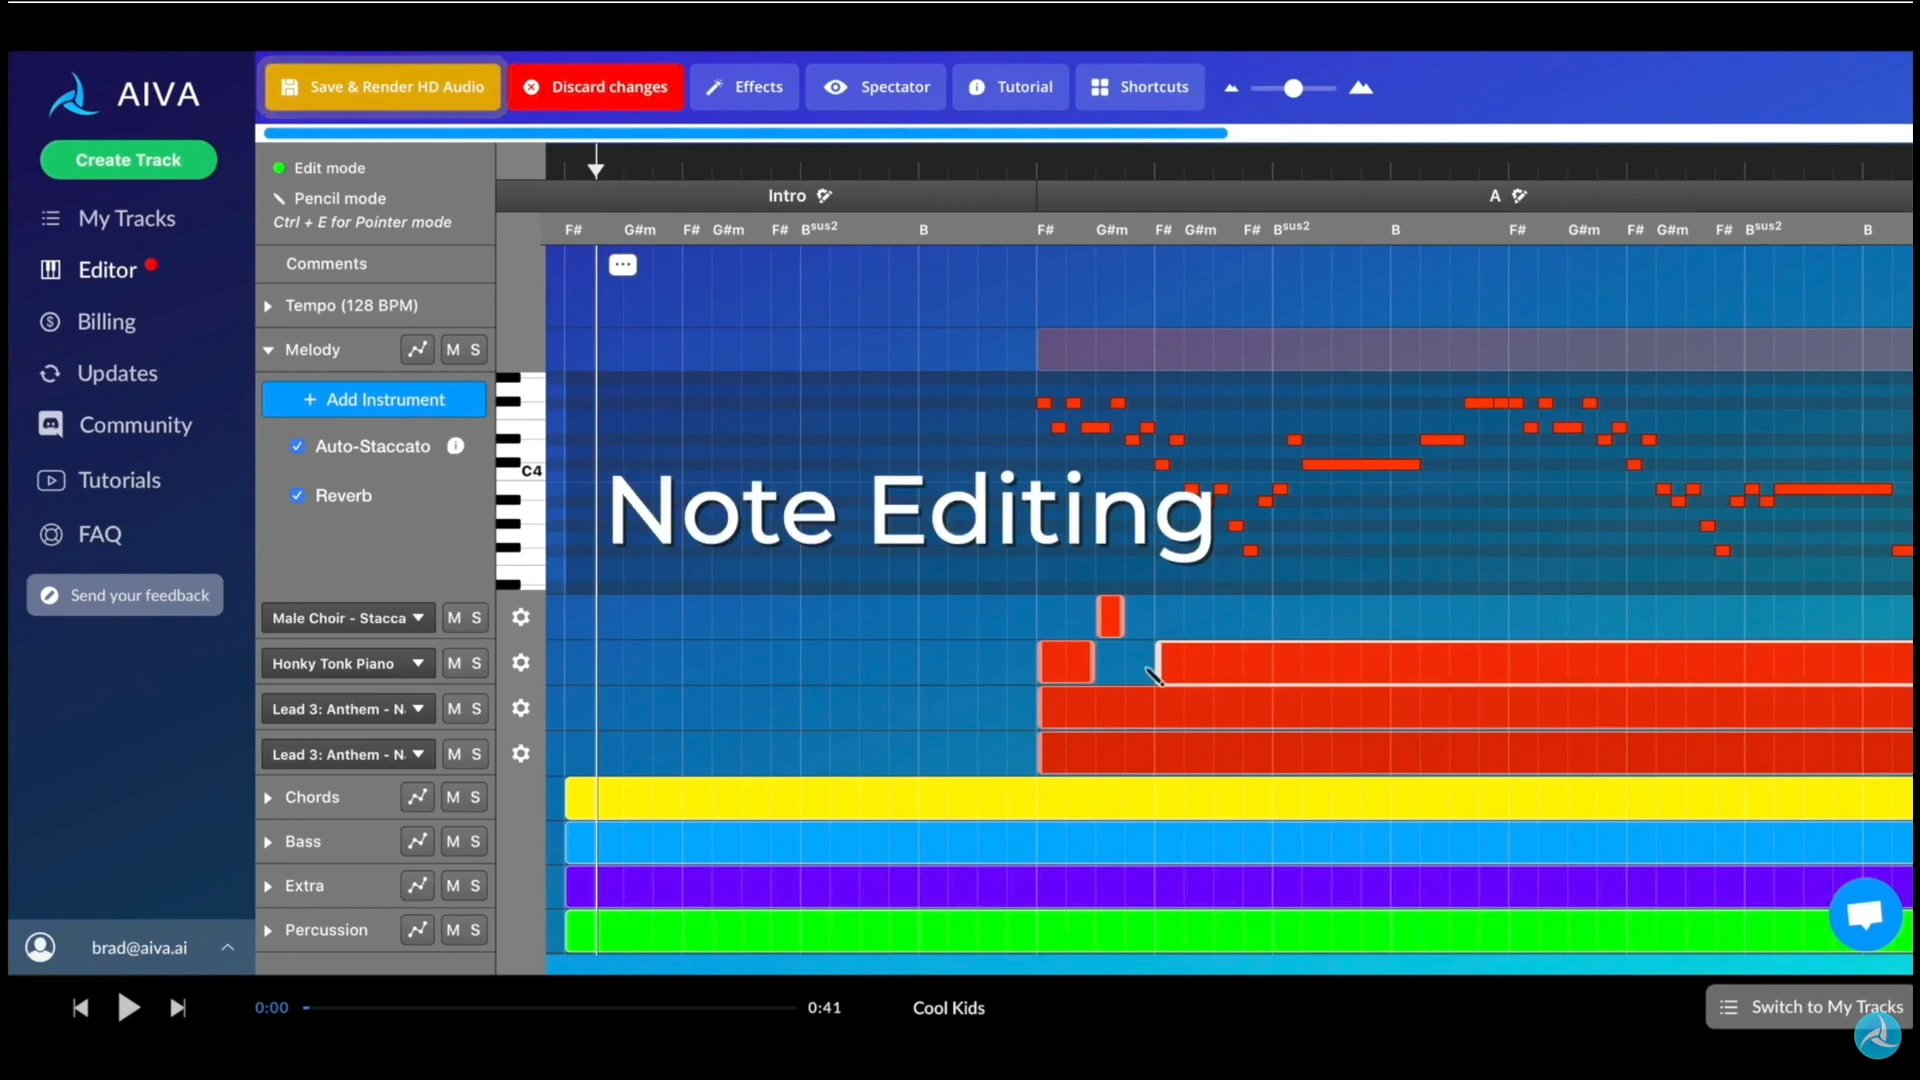 AIVA
Save & Render HD Audio
Discard changes
Effects
Spectator
Tutorial
Shortcuts
Create Track
My Tracks
Editor
Billing
Updates
Community
Tutorials
FAQ
Send your feedback
brad@aiva.ai
Edit mode
Pencil mode
Ctrl + E for Pointer mode
Comments
Tempo (128 BPM)
Melody M S
+ Add Instrument
Auto-Staccato
Reverb
C4
Male Choir - Stacca M S
Honky Tonk Piano M S
Lead 3: Anthem - N M S
Lead 3: Anthem - N M S
Chords M S
Bass M S
Extra M S
Percussion M S
Intro A
F# G#m F# G#m F# Bsus2 B F# G#m F# G#m F# Bsus2 B F# G#m F# G#m F# Bsus2 B
Note Editing
0:00 0:41 Cool Kids
Switch to My Tracks